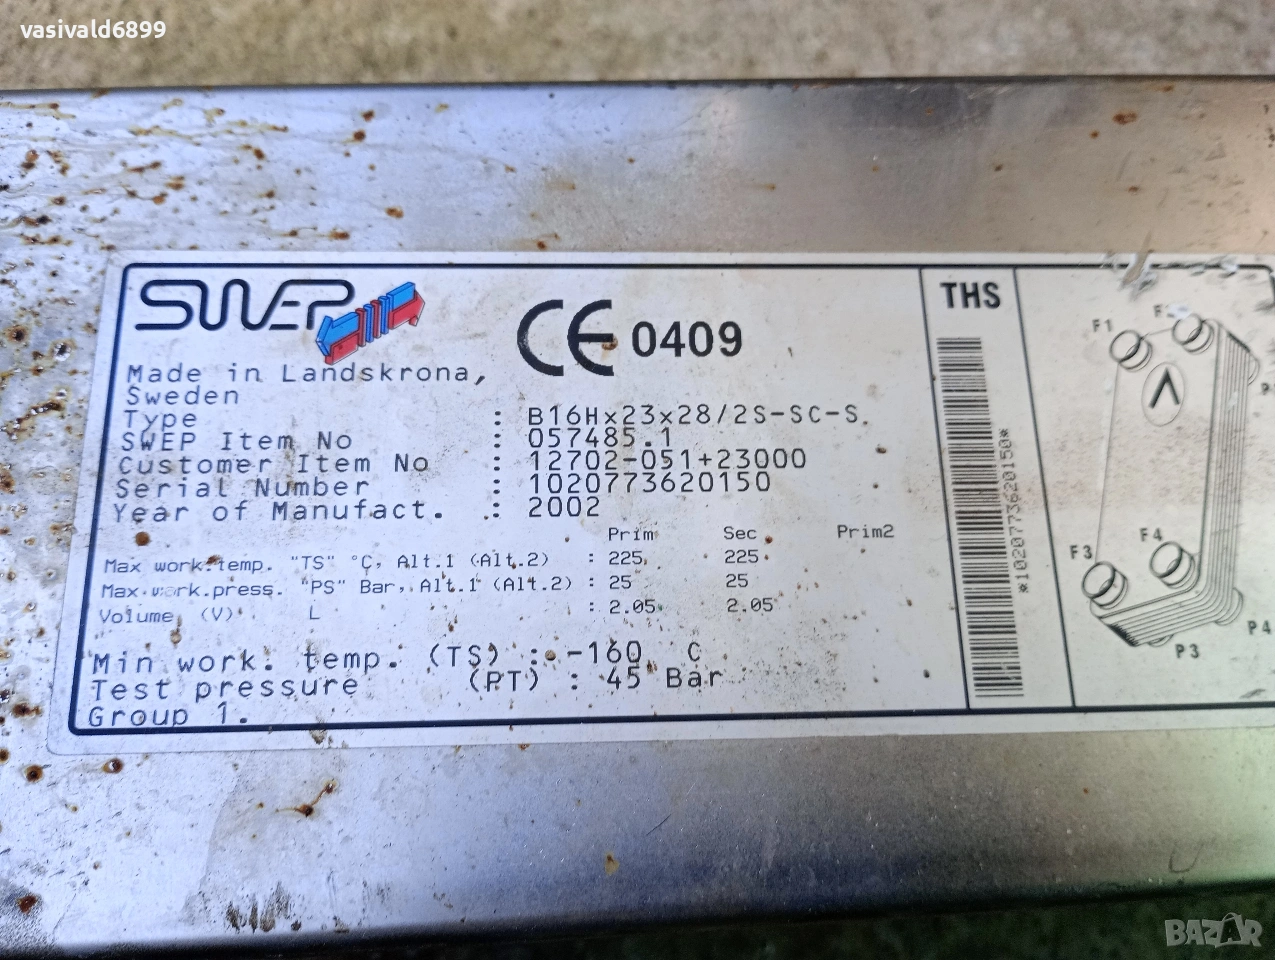 vasivald6899
SWEP
CE 0409
THS
Made in Landskrona,
Sweden
Type : B16Hx23x28/2S-SC-S
SWEP Item No : 057485.1
Customer Item No : 12702-051+23000
Serial Number : 1020773620150
Year of Manufact. : 2002
Prim Sec Prim2
Max work.temp. "TS" °C, Alt.1 (Alt.2) : 225 225
Max.work.press. "PS" Bar, Alt.1 (Alt.2) : 25 25
Volume (V) L : 2.05 2.05
Min work. temp. (TS) : -160 C
Test pressure (PT) : 45 Bar
Group 1.
*1020773620150*
F1
F3
F4
P3
P4
BAZAR